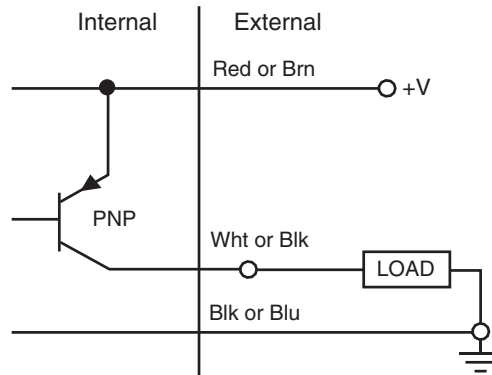 Internal
External
Red or Brn
+V
PNP
Wht or Blk
LOAD
Blk or Blu